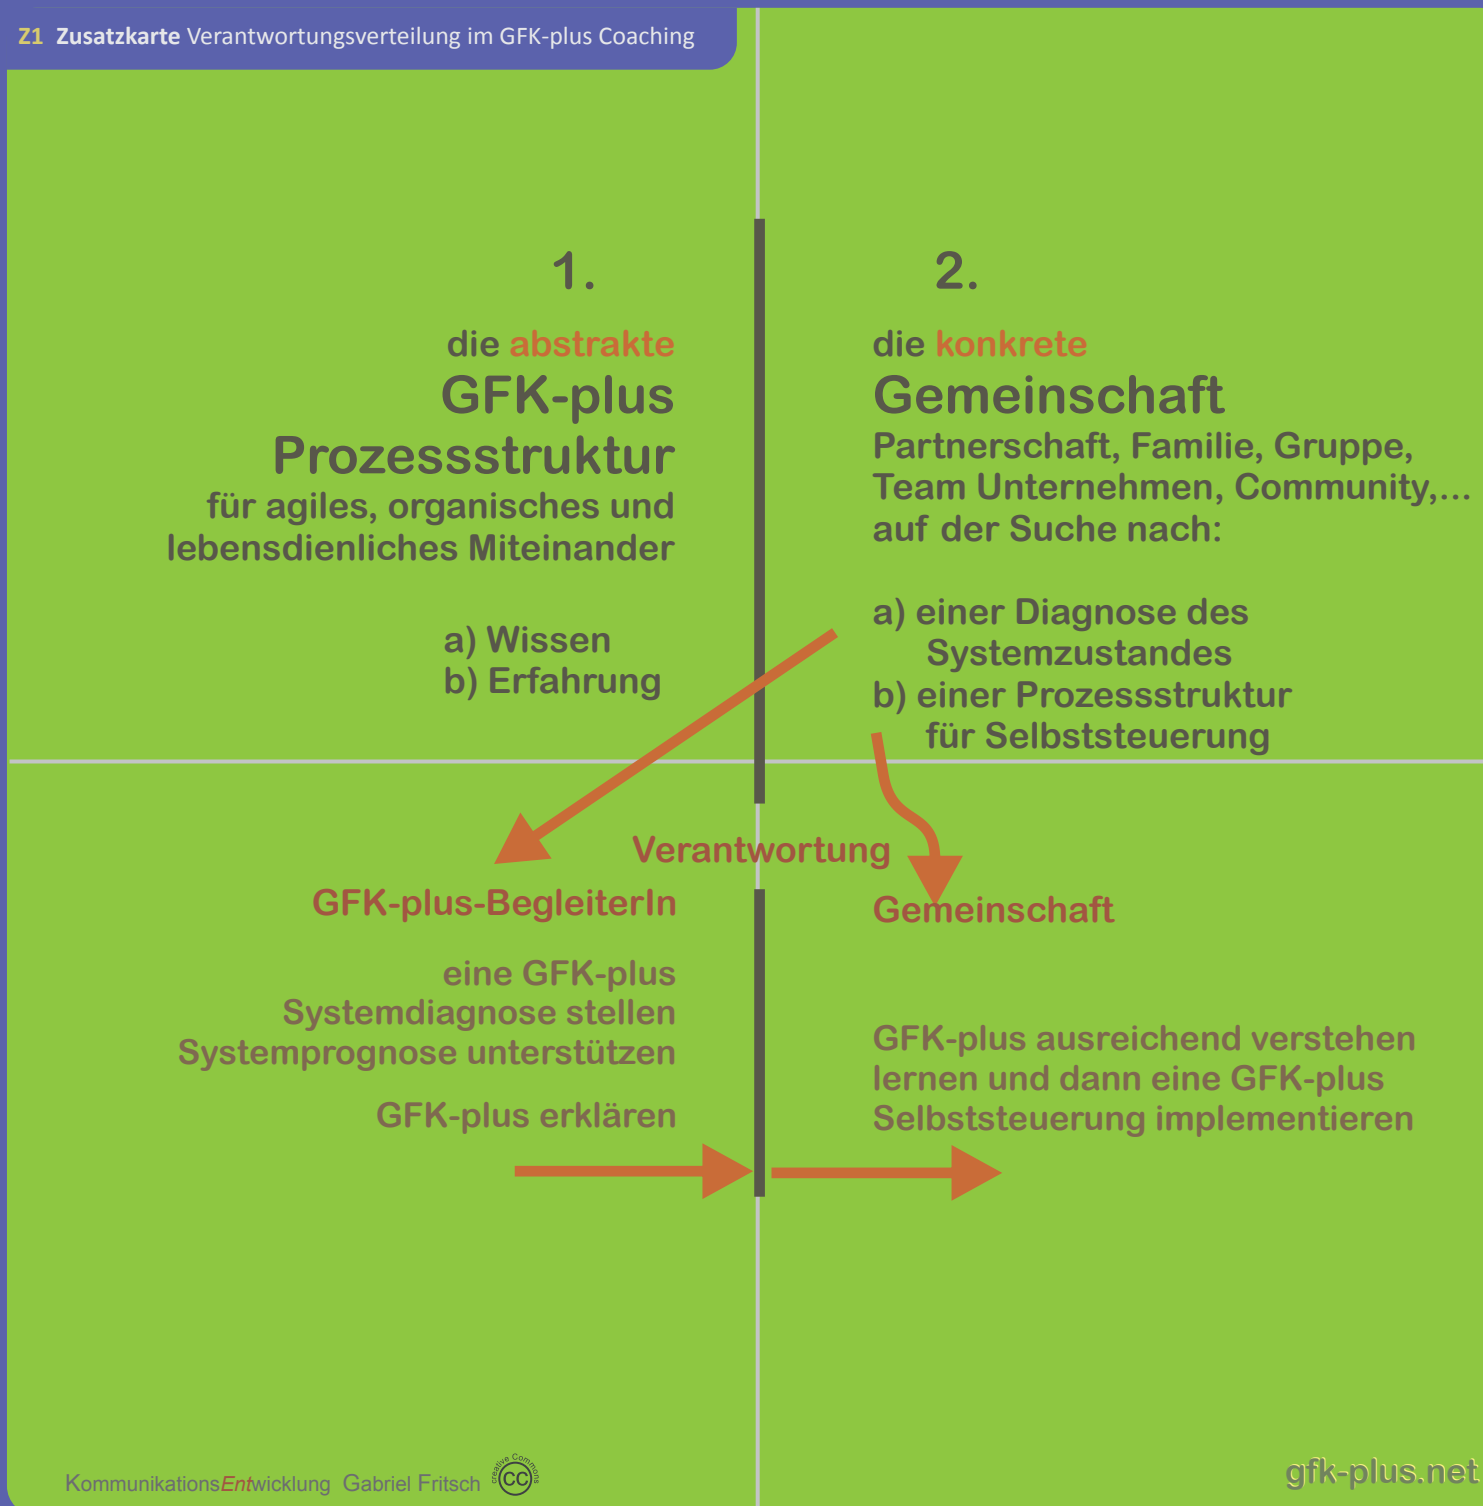 Z1 Zusatzkarte Verantwortungsverteilung im GFK-plus Coaching
1.
die abstrakte
GFK-plus
Prozessstruktur
für agiles, organisches und
lebensdienliches Miteinander
a) Wissen
b) Erfahrung
2.
die konkrete
Gemeinschaft
Partnerschaft, Familie, Gruppe,
Team Unternehmen, Community,...
auf der Suche nach:
a) einer Diagnose des
Systemzustandes
b) einer Prozessstruktur
für Selbststeuerung
Verantwortung
GFK-plus-BegleiterIn
eine GFK-plus
Systemdiagnose stellen
Systemprognose unterstützen
GFK-plus erklären
Gemeinschaft
GFK-plus ausreichend verstehen
lernen und dann eine GFK-plus
Selbststeuerung implementieren
KommunikationsEntwicklung Gabriel Fritsch
creative Commons
CC
gfk-plus.net